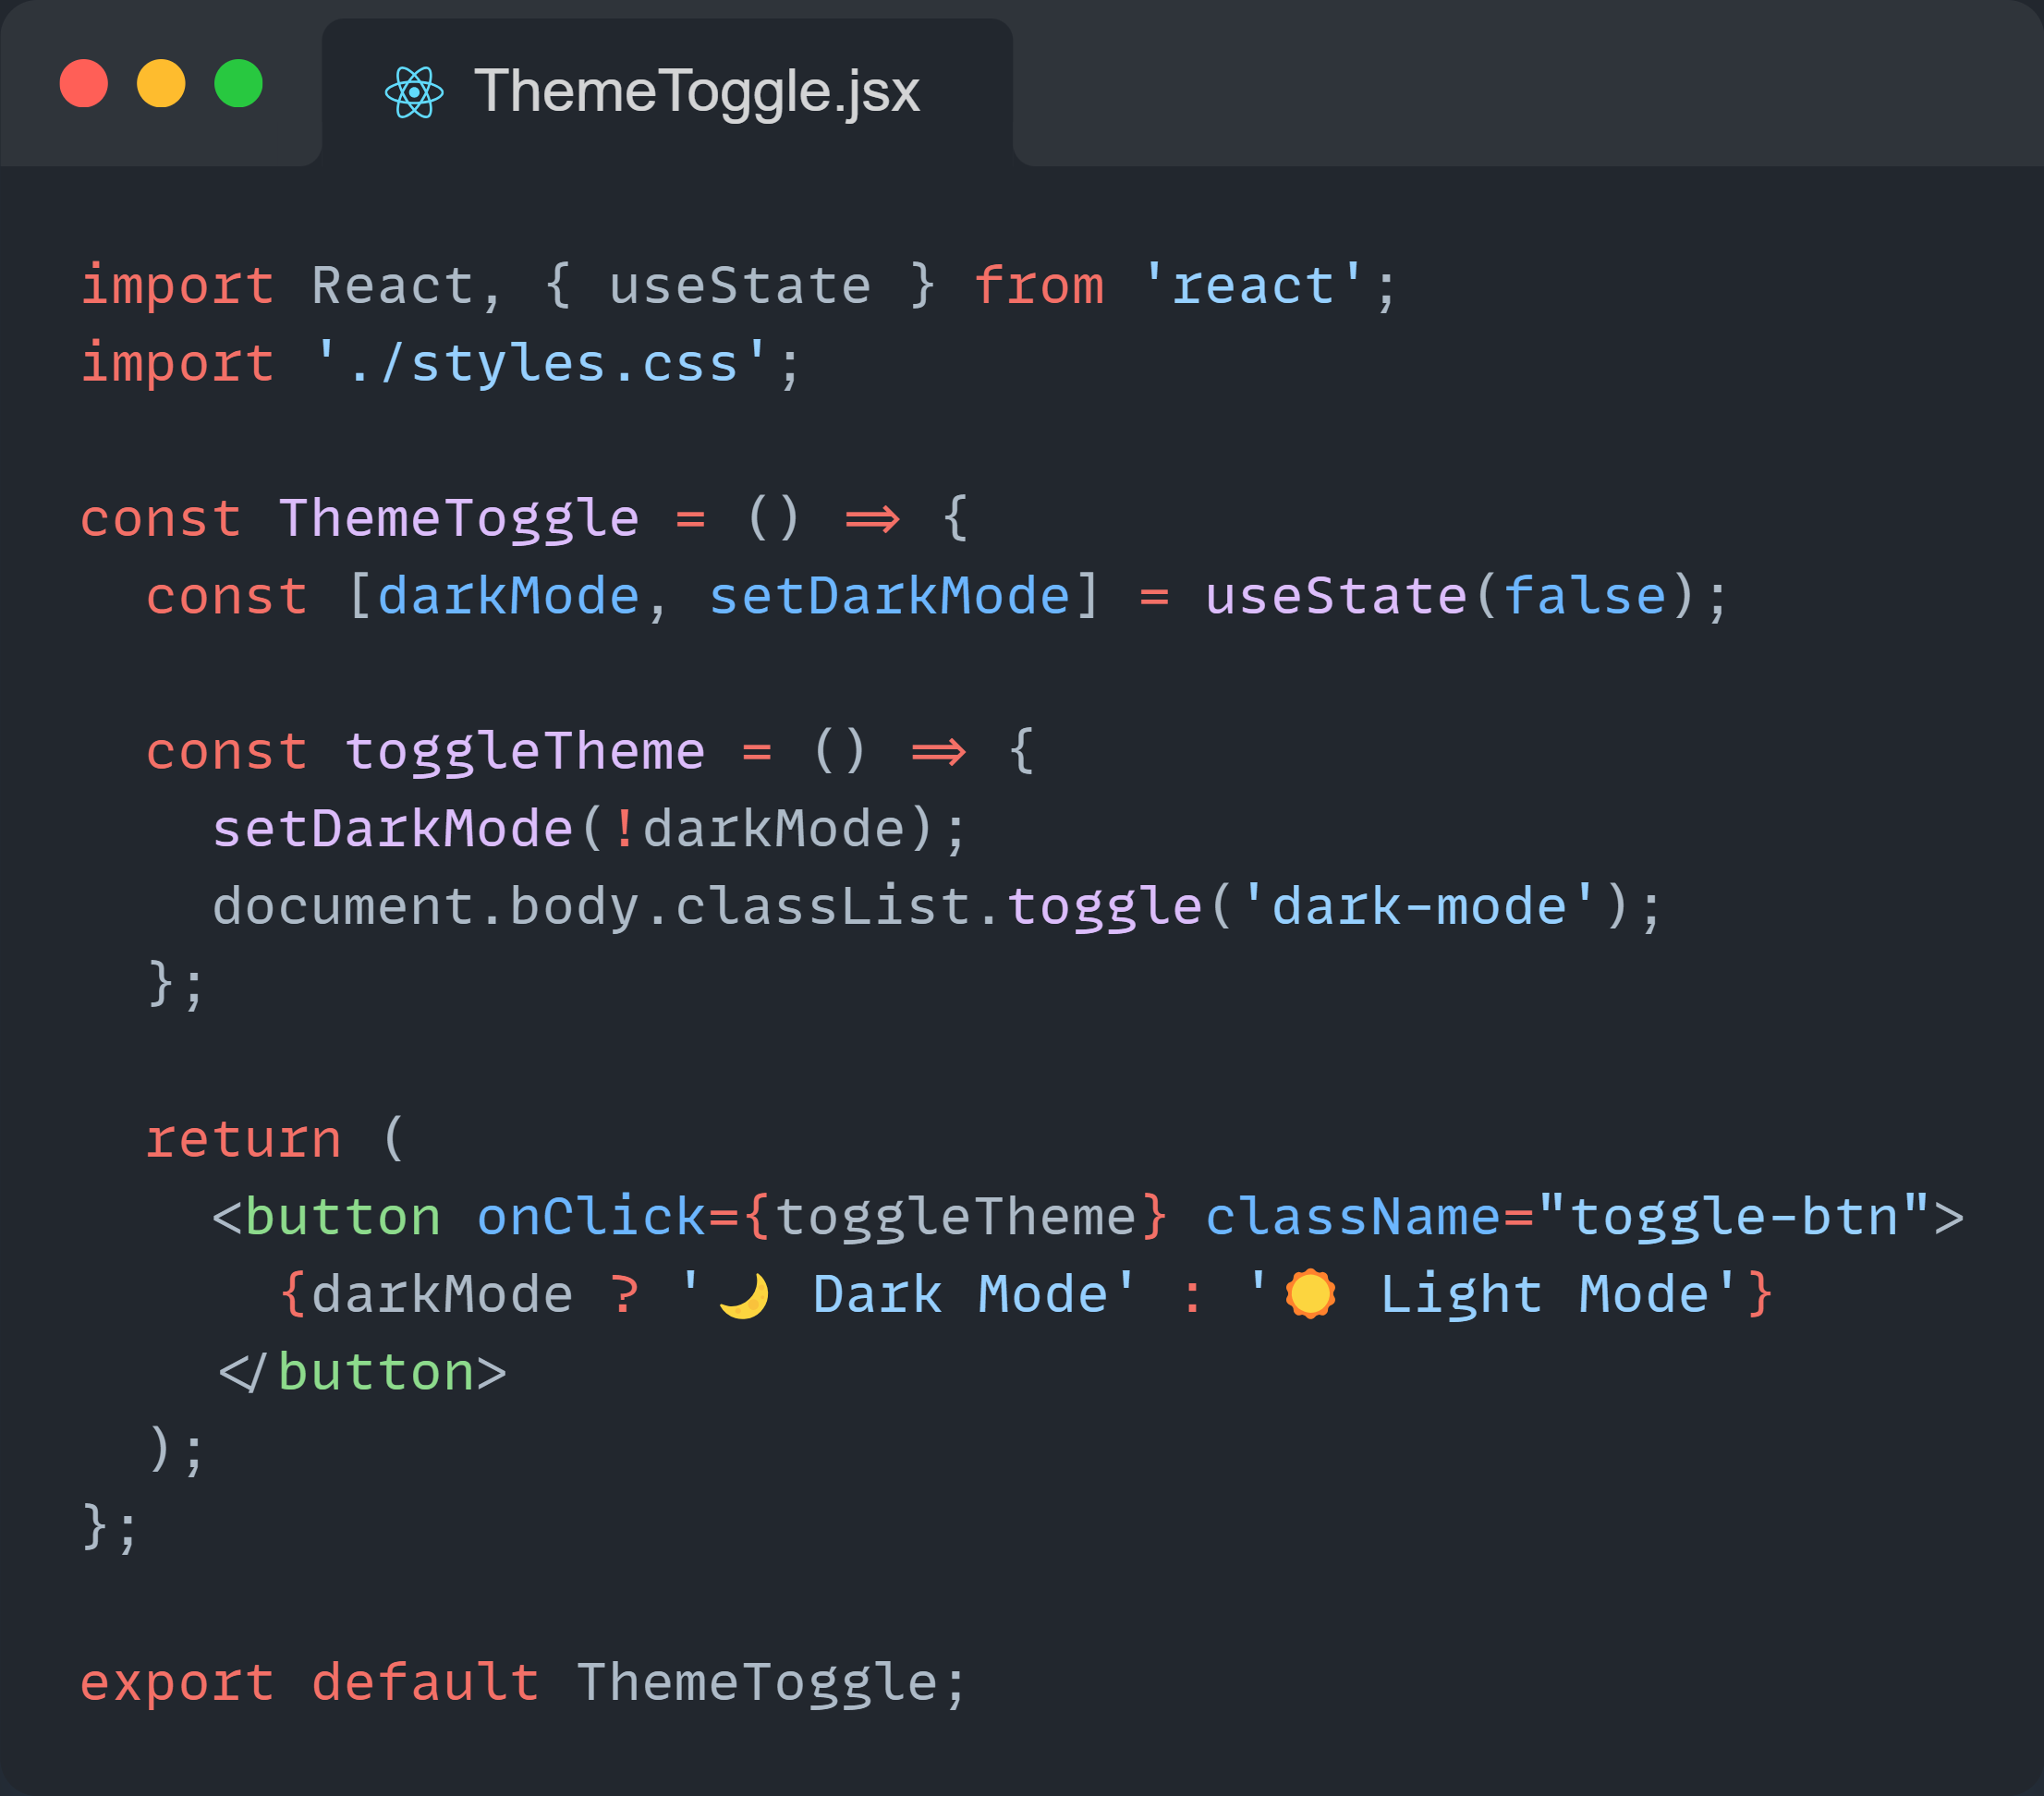 ThemeToggle.jsx
import React, { useState } from 'react';
import './styles.css';
const ThemeToggle = () => {
  const [darkMode, setDarkMode] = useState(false);
  const toggleTheme = () => {
    setDarkMode(!darkMode);
    document.body.classList.toggle('dark-mode');
  };
  return (
    <button onClick={toggleTheme} className="toggle-btn">
      {darkMode ? '🌙 Dark Mode' : '☀️ Light Mode'}
    </button>
  );
};
export default ThemeToggle;